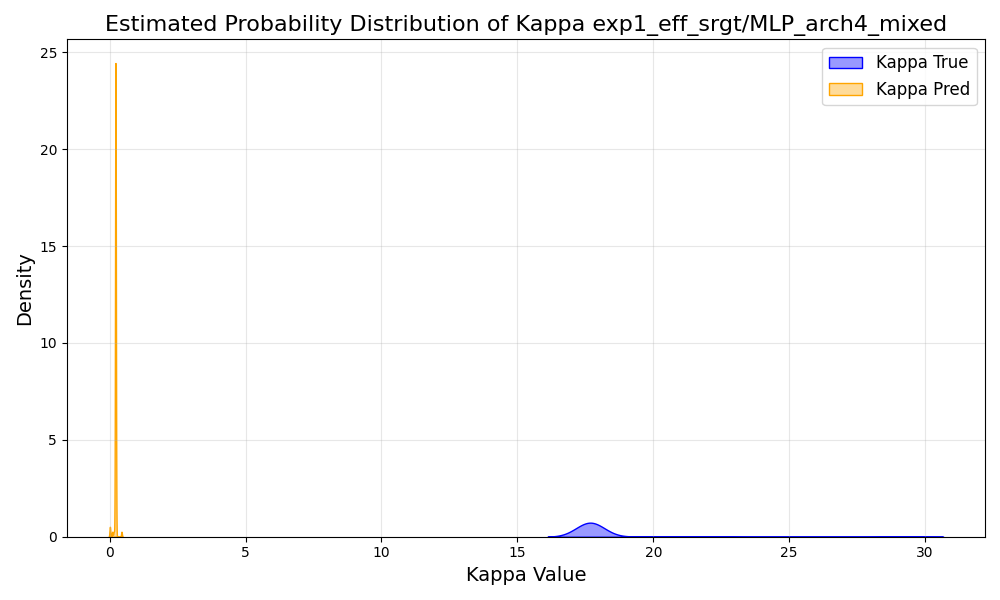 Estimated Probability Distribution of Kappa exp1_eff_srgt/MLP_arch4_mixed
Kappa True
Kappa Pred
Density
25
20
15
10
5
0
0 5 10 15 20 25 30
Kappa Value